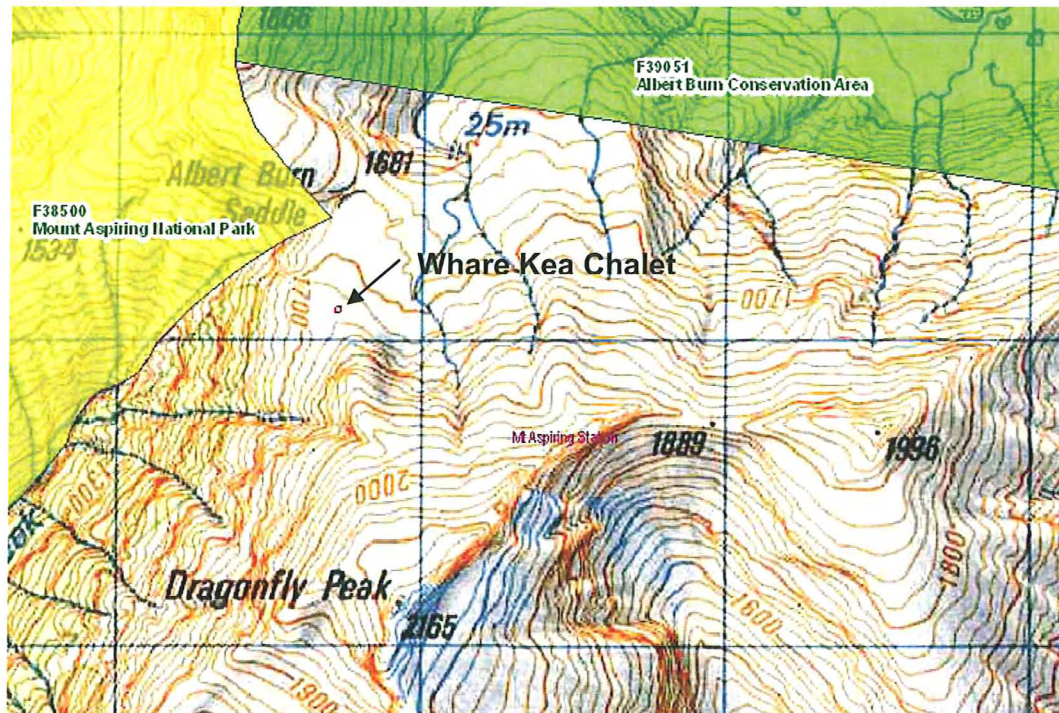 1666
F39051
Albert Burn Conservation Area
25m
1681
Albert Burn
Saddle
F38500
Mount Aspiring National Park
1534
Whare Kea Chalet
1700
1700
Mt Aspiring Station
1889
1996
2000
1300
Dragonfly Peak
2165
1800
1600
1900